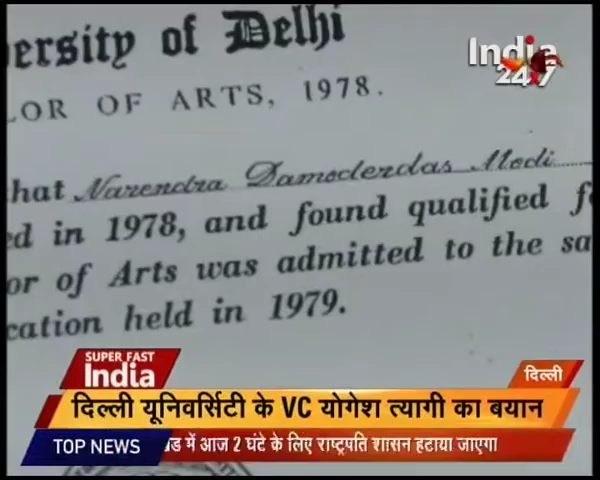 ersity of Delhi
India
24x7
LOR OF ARTS, 1978.
hat Narendra Damoderdas Modi
ed in 1978, and found qualified f
or of Arts was admitted to the sa
cation held in 1979.
SUPER FAST
India
दिल्ली
दिल्ली यूनिवर्सिटी के VC योगेश त्यागी का बयान
TOP NEWS
ंड में आज 2 घंटे के लिए राष्ट्रपति शासन हटाया जाएगा